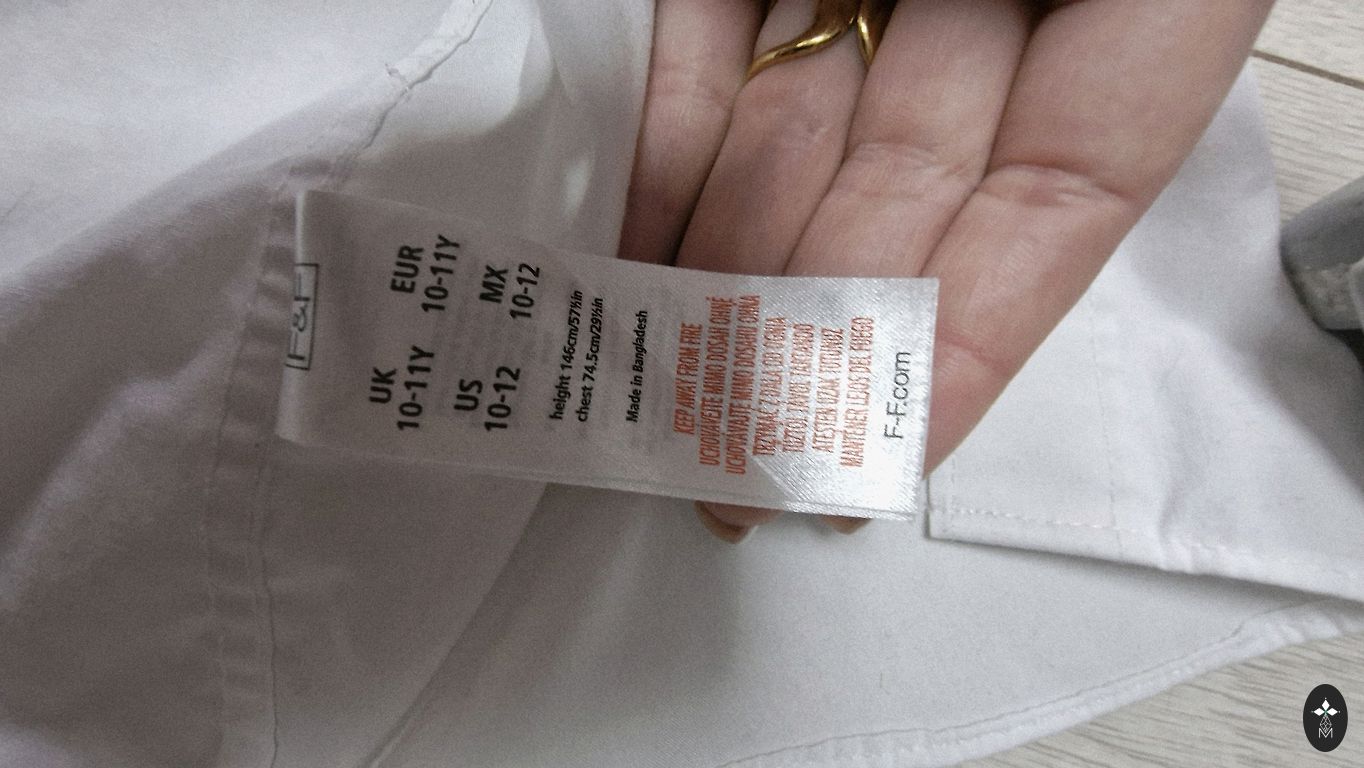 F&F
UK EUR
10-11Y 10-11Y
US MX
10-12 10-12
height 146cm/57½in
chest 74.5cm/29½in
Made in Bangladesh
KEEP AWAY FROM FIRE
UCHOVÁVEJTE MIMO DOSAH OHNĚ
UCHOVÁVAJTE MIMO DOSAHU OHŇA
TRZYMAĆ Z DALA OD OGNIA
TŰZTŐL TÁVOL TARTANDÓ
ATEŞTEN UZAK TUTUNUZ
MANTENER LEJOS DEL FUEGO
F-F.com
M